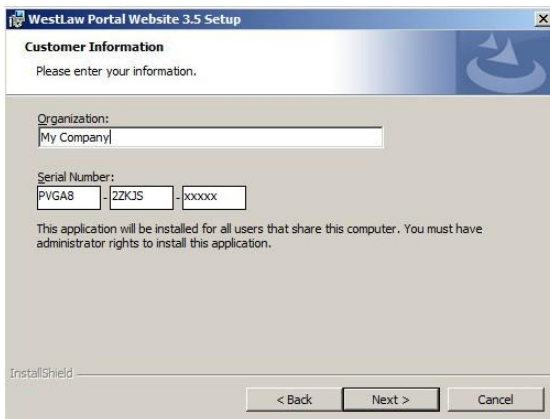 WestLaw Portal Website 3.5 Setup
Customer Information
Please enter your information.
Organization:
My Company
Serial Number:
PVGA8 - 2ZKJS - xxxxx
This application will be installed for all users that share this computer. You must have
administrator rights to install this application.
InstallShield
< Back Next > Cancel